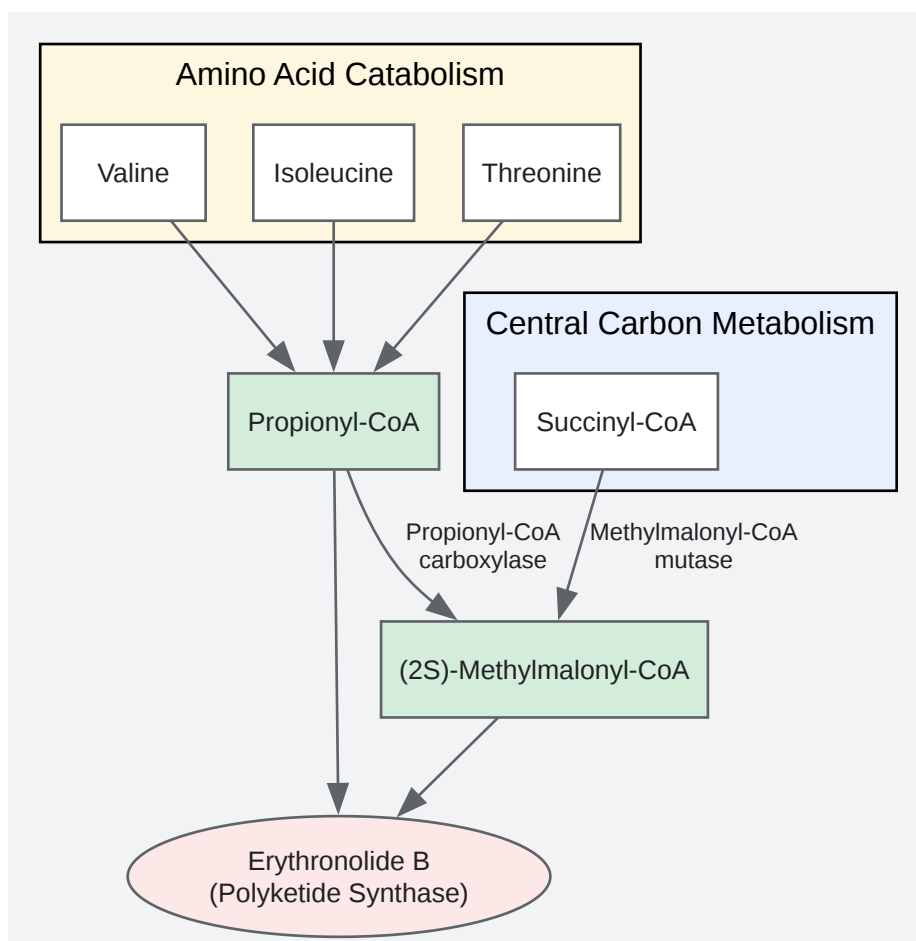 Amino Acid Catabolism
Valine
Isoleucine
Threonine
Central Carbon Metabolism
Propionyl-CoA
Succinyl-CoA
Propionyl-CoA
carboxylase
Methylmalonyl-CoA
mutase
(2S)-Methylmalonyl-CoA
Erythronolide B
(Polyketide Synthase)